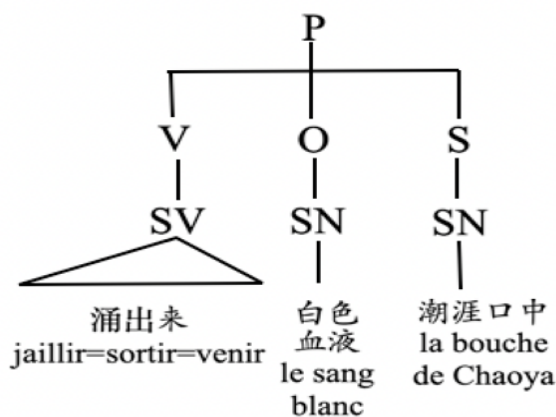 P
V O S
SV SN SN
涌出来
jaillir=sortir=venir
白色
血液
le sang
blanc
潮涯口中
la bouche
de Chaoya